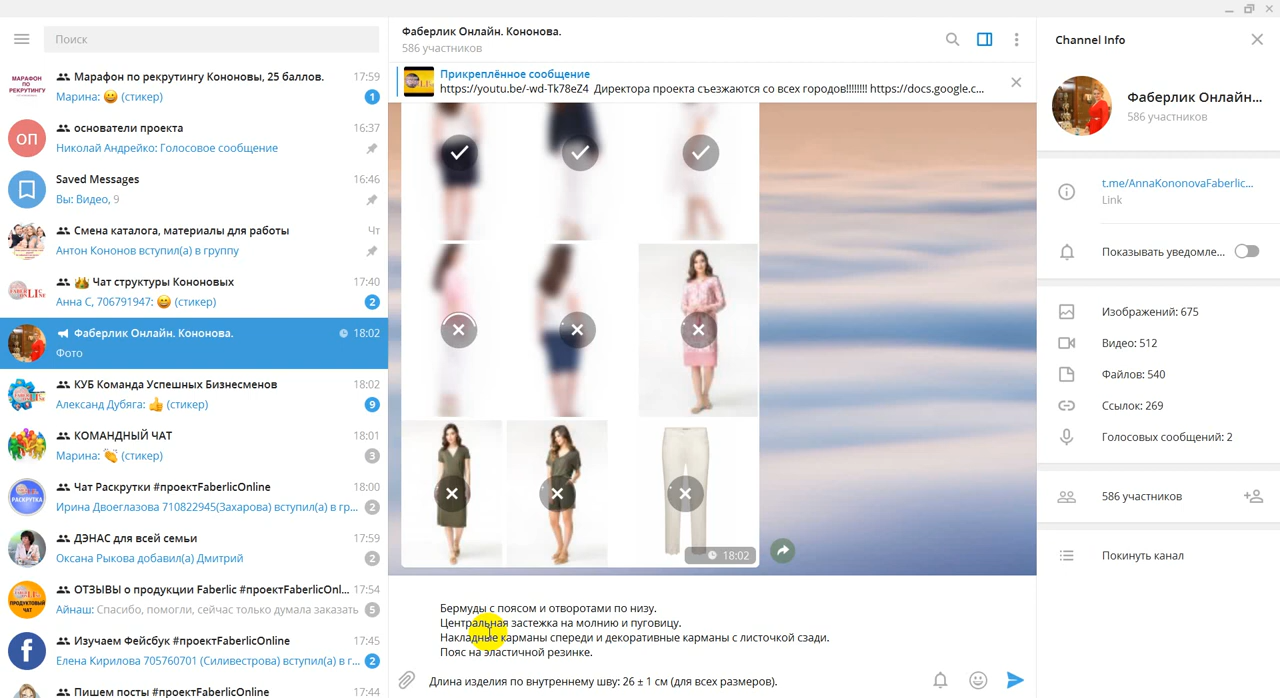 Поиск
МАРАФОН ПО РЕКРУТИНГУ
Марафон по рекрутингу Кононовы, 25 баллов. 17:59
Марина: 😄 (стикер) 1
ОП
основатели проекта 16:37
Николай Андрейко: Голосовое сообщение
Saved Messages 16:46
Вы: Видео, 9
Смена каталога, материалы для работы Чт
Антон Кононов вступил(а) в группу
👑 Чат структуры Кононовых 17:40
Анна С, 706791947: 😄 (стикер) 2
Фаберлик Онлайн. Кононова. 18:02
Фото
КУБ Команда Успешных Бизнесменов 18:02
Александ Дубяга: 👍 (стикер) 9
КОМАНДНЫЙ ЧАТ 18:01
Марина: 👏 (стикер) 3
РАСКРУТКА
Чат Раскрутки #проектFaberlicOnline 18:00
Ирина Двоеглазова 710822945(Захарова) вступил(а) в гр... 2
ДЭНАС для всей семьи 17:59
Оксана Рыкова добавил(а) Дмитрий 2
ПРОДУКТОВЫЙ ЧАТ
ОТЗЫВЫ о продукции Faberlic #проектFaberlicOnl... 17:54
Айнаш: Спасибо, помогли, сейчас только думала заказать 5
Изучаем Фейсбук #проектFaberlicOnline 17:45
Елена Кирилова 705760701 (Силивестрова) вступил(а) в г... 2
Пишем посты #проектFaberlicOnline 17:44
Фаберлик Онлайн. Кононова.
586 участников
Прикреплённое сообщение
https://youtu.be/-wd-Tk78eZ4 Директора проекта съезжаются со всех городов!!!!!!!! https://docs.google.c...
18:02
Бермуды с поясом и отворотами по низу.
Центральная застежка на молнию и пуговицу.
Накладные карманы спереди и декоративные карманы с листочкой сзади.
Пояс на эластичной резинке.
Длина изделия по внутреннему шву: 26 ± 1 см (для всех размеров).
Channel Info
Фаберлик Онлайн...
586 участников
t.me/AnnaKononovaFaberlic...
Link
Показывать уведомле...
Изображений: 675
Видео: 512
Файлов: 540
Ссылок: 269
Голосовых сообщений: 2
586 участников
Покинуть канал